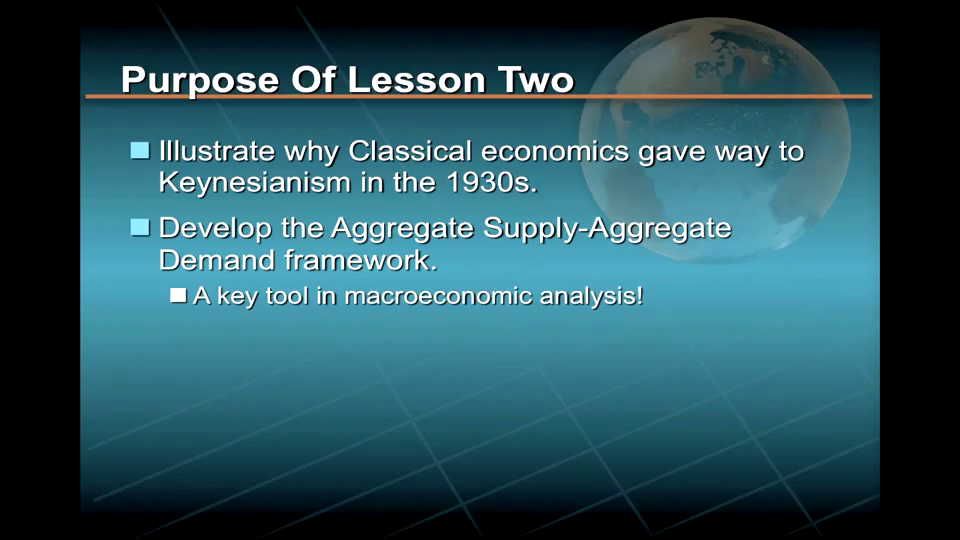 Purpose Of Lesson Two
Illustrate why Classical economics gave way to
Keynesianism in the 1930s.
Develop the Aggregate Supply-Aggregate
Demand framework.
A key tool in macroeconomic analysis!